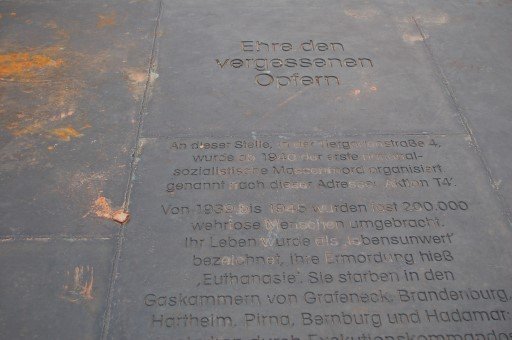 Ehre den
vergessenen
Opfern
An dieser Stelle, in der Tiergartenstraße 4,
wurde ab 1940 der erste national-
sozialistische Massenmord organisiert
genannt nach dieser Adresse: 'Aktion T4'.
Von 1939 bis 1945 wurden fast 200.000
wehrlose Menschen umgebracht.
Ihr Leben wurde als 'lebensunwert'
bezeichnet, ihre Ermordung hieß
'Euthanasie'. Sie starben in den
Gaskammern von Grafeneck, Brandenburg,
Hartheim, Pirna, Bernburg und Hadamar;
durch Exekutionskommandos